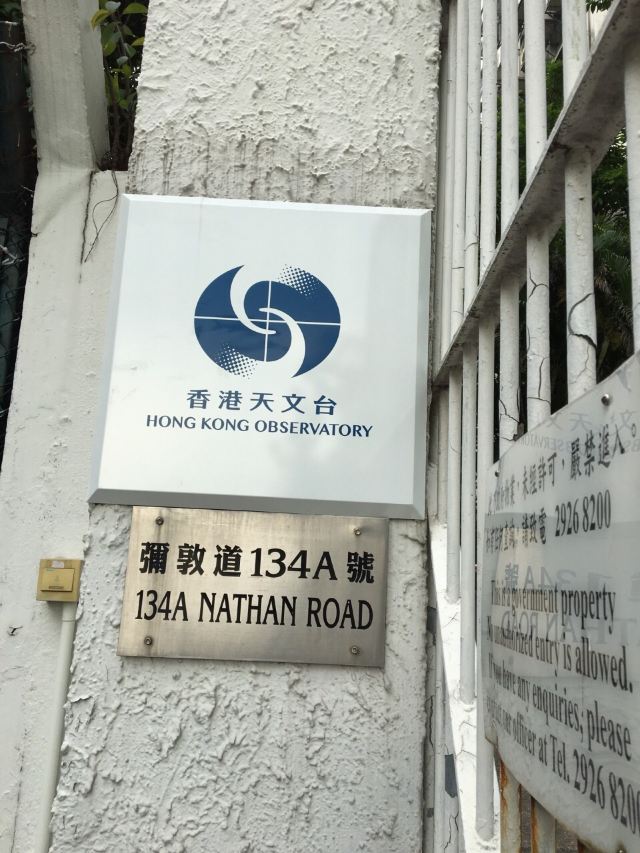 香港天文台
HONG KONG OBSERVATORY
彌敦道134A號
134A NATHAN ROAD
未經許可,嚴禁進入。
電 2926 8200
This is government property
No unauthorized entry is allowed.
If you have any enquiries, please
our officer at Tel. 2926 8200